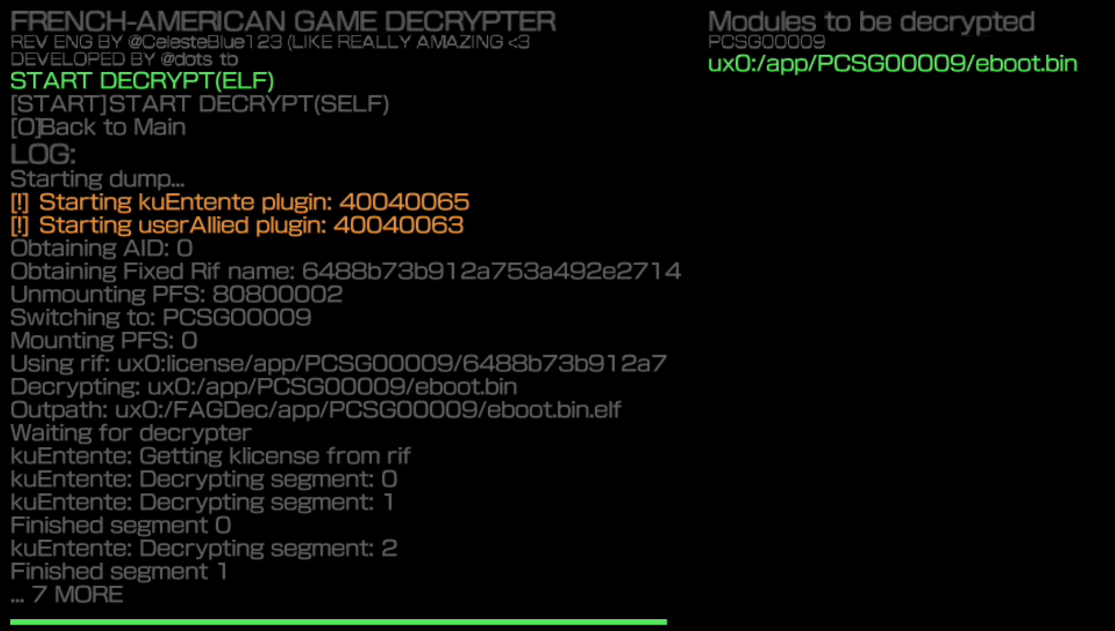 FRENCH-AMERICAN GAME DECRYPTER
REV ENG BY @CelesteBlue123 (LIKE REALLY AMAZING <3
DEVELOPED BY @dots tb
START DECRYPT(ELF)
[START]START DECRYPT(SELF)
[O]Back to Main
LOG:
Starting dump...
[!] Starting kuEntente plugin: 40040065
[!] Starting userAllied plugin: 40040063
Obtaining AID: 0
Obtaining Fixed Rif name: 6488b73b912a753a492e2714
Unmounting PFS: 80800002
Switching to: PCSG00009
Mounting PFS: 0
Using rif: ux0:license/app/PCSG00009/6488b73b912a7
Decrypting: ux0:/app/PCSG00009/eboot.bin
Outpath: ux0:/FAGDec/app/PCSG00009/eboot.bin.elf
Waiting for decrypter
kuEntente: Getting klicense from rif
kuEntente: Decrypting segment: 0
kuEntente: Decrypting segment: 1
Finished segment 0
kuEntente: Decrypting segment: 2
Finished segment 1
... 7 MORE
Modules to be decrypted
PCSG00009
ux0:/app/PCSG00009/eboot.bin